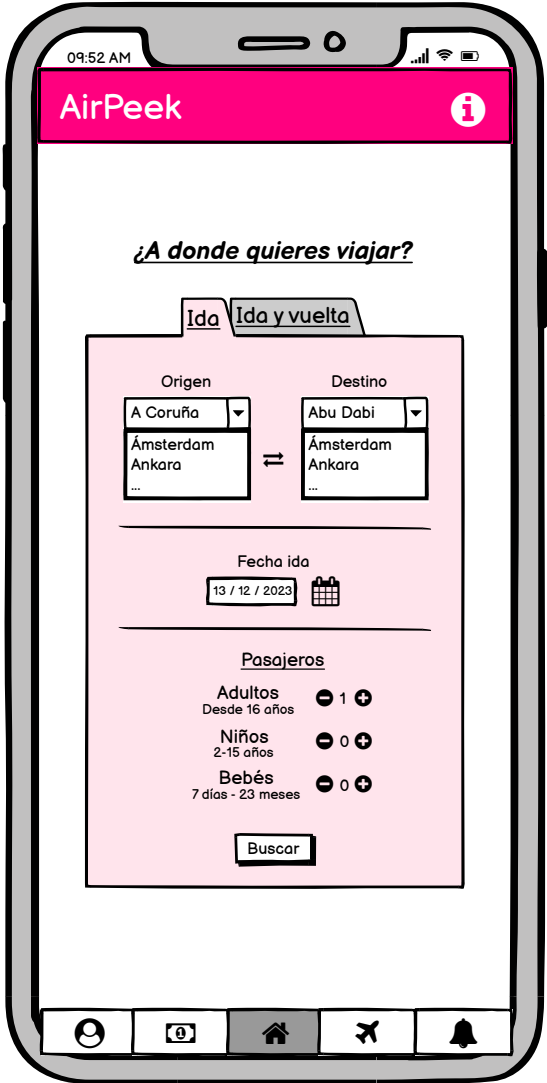 09:52 AM
AirPeek
¿A donde quieres viajar?
Ida
Ida y vuelta
Origen
Destino
A Coruña
Abu Dabi
Ámsterdam
Ámsterdam
Ankara
Ankara
...
...
Fecha ida
13 / 12 / 2023
Pasajeros
Adultos
1
Desde 16 años
Niños
0
2-15 años
Bebés
0
7 días - 23 meses
Buscar